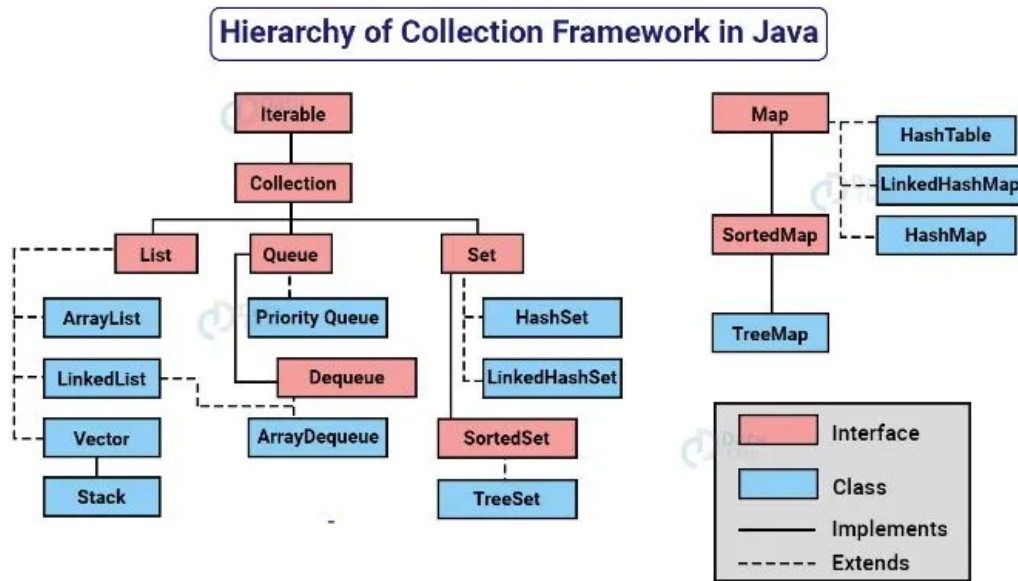 Hierarchy of Collection Framework in Java
Iterable
Collection
List
Queue
Set
ArrayList
Priority Queue
HashSet
LinkedList
Dequeue
LinkedHashSet
Vector
ArrayDequeue
SortedSet
Stack
TreeSet
Map
HashTable
LinkedHashMap
SortedMap
HashMap
TreeMap
Interface
Class
Implements
Extends